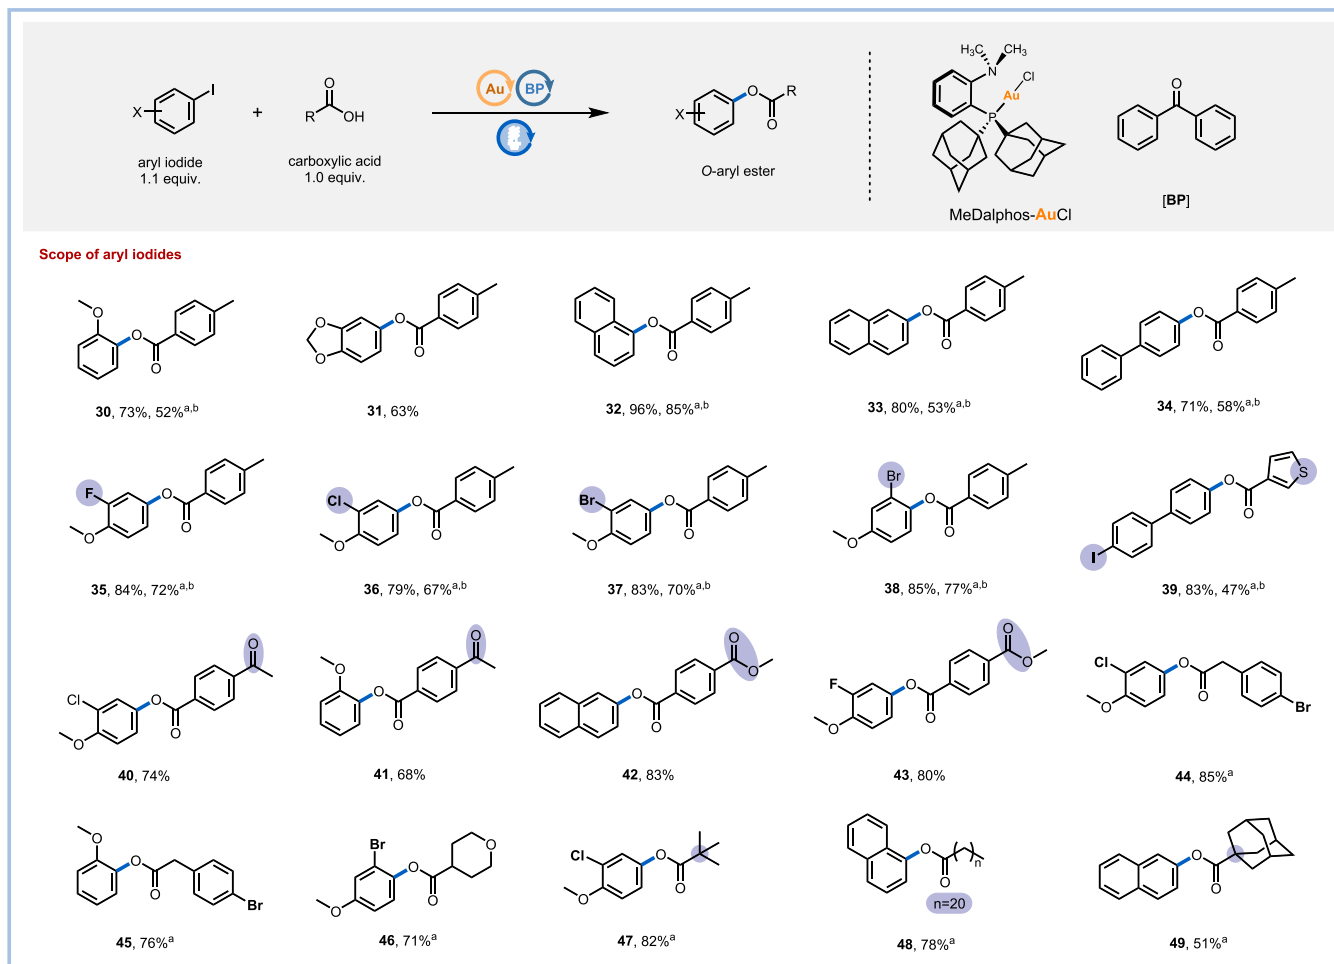 I
X
+
O
R
OH
Au
BP
X
O
R
O
H₃C
CH₃
N
Cl
Au
P
O
aryl iodide
1.1 equiv.
carboxylic acid
1.0 equiv.
O-aryl ester
MeDalphos-AuCl
[BP]
Scope of aryl iodides
O
O
O
O
O
O
O
O
O
O
O
O
O
O
30, 73%, 52%ᵃ,ᵇ
31, 63%
32, 96%, 85%ᵃ,ᵇ
33, 80%, 53%ᵃ,ᵇ
34, 71%, 58%ᵃ,ᵇ
F
O
O
O
Cl
O
O
O
Br
O
O
O
Br
O
O
O
S
O
O
I
35, 84%, 72%ᵃ,ᵇ
36, 79%, 67%ᵃ,ᵇ
37, 83%, 70%ᵃ,ᵇ
38, 85%, 77%ᵃ,ᵇ
39, 83%, 47%ᵃ,ᵇ
O
Cl
O
O
O
O
O
O
O
O
O
O
O
O
O
F
O
O
O
Cl
O
O
O
Br
40, 74%
41, 68%
42, 83%
43, 80%
44, 85%ᵃ
O
O
O
Br
Br
O
O
O
O
Cl
O
O
O
O
O
n
n=20
O
O
45, 76%ᵃ
46, 71%ᵃ
47, 82%ᵃ
48, 78%ᵃ
49, 51%ᵃ